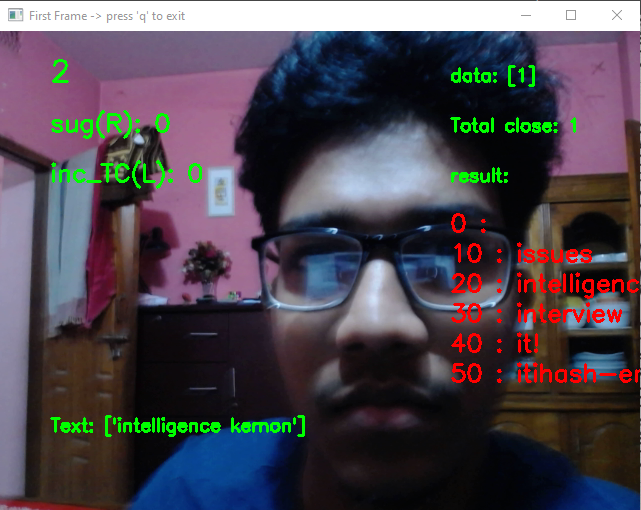 First Frame -> press 'q' to exit
2
sug(R): 0
inc_TC(L): 0
data: [1]
Total close: 1
result:
0 :
10 : issues
20 : intelligenc
30 : interview
40 : itl
50 : itihash-er
Text: ['intelligence kemon']